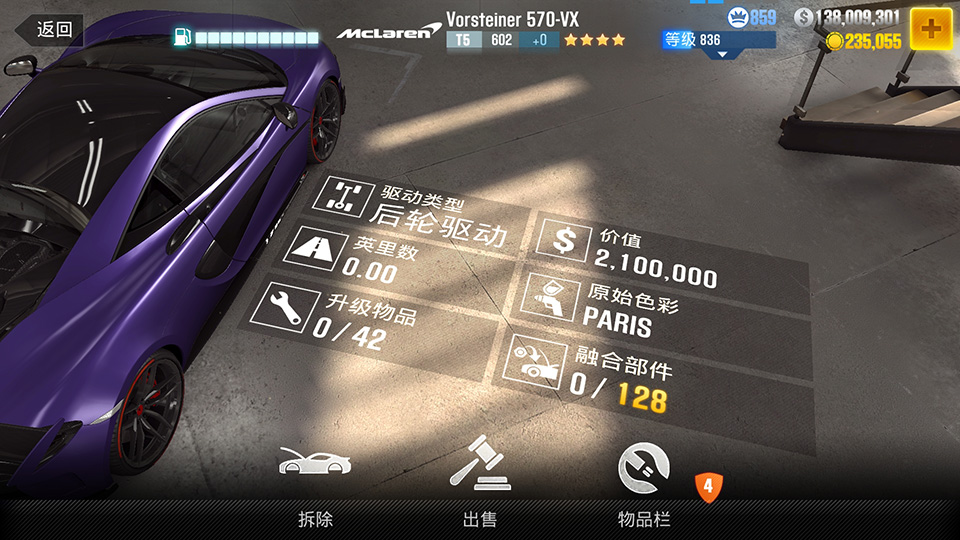 返回
McLaren
Vorsteiner 570-VX
T5 602 +0
859
138,009,301
等级 836
235,055
驱动类型
后轮驱动
英里数
0.00
升级物品
0 / 42
$ 价值
2,100,000
原始色彩
PARIS
融合部件
0 / 128
拆除
出售
物品栏
4